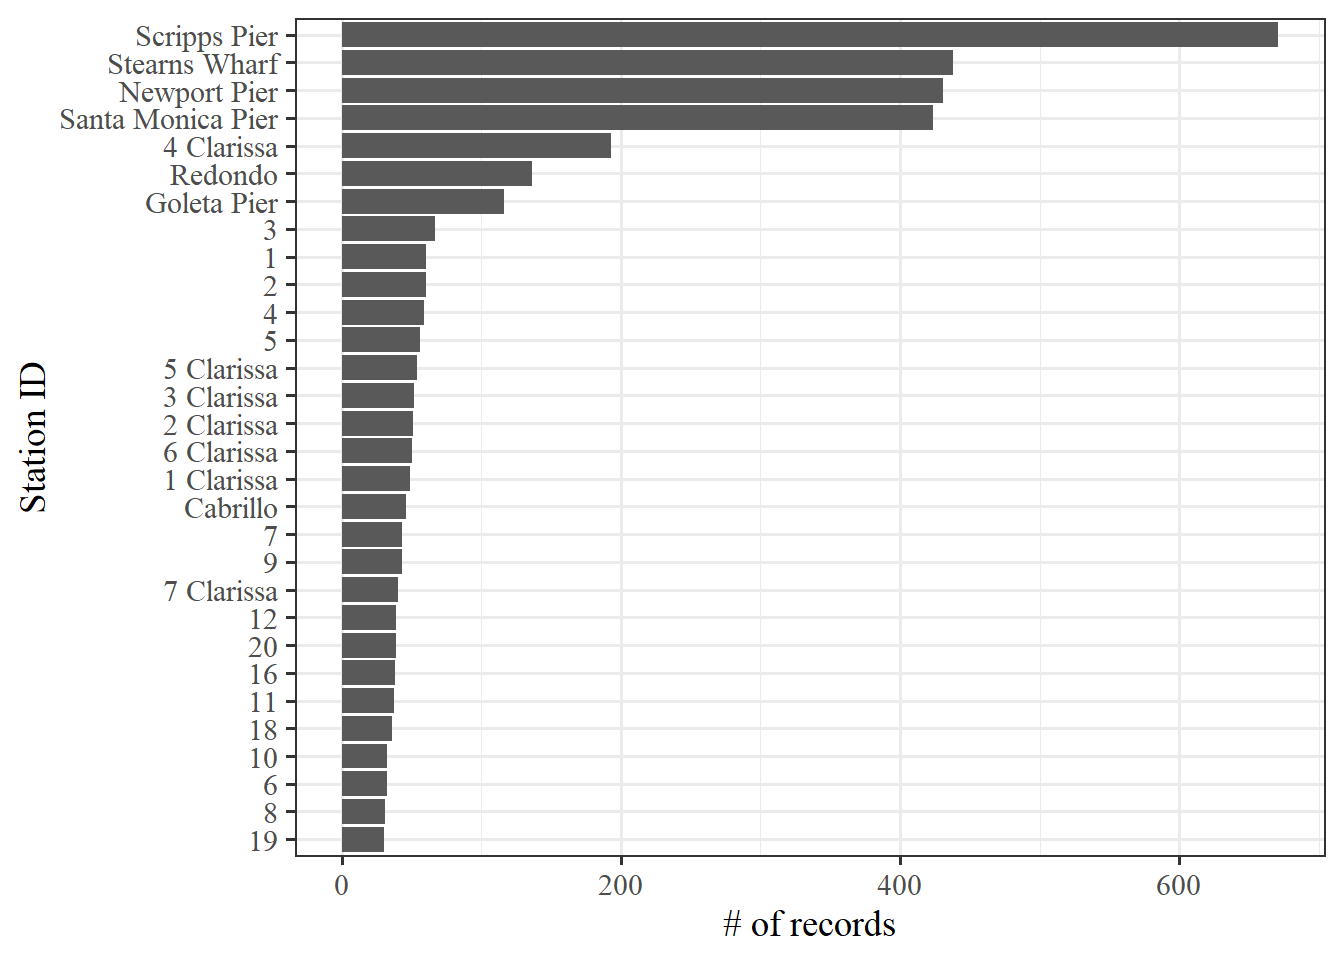 Scripps Pier
Stearns Wharf
Newport Pier
Santa Monica Pier
4 Clarissa
Redondo
Goleta Pier
3
1
2
4
5
5 Clarissa
3 Clarissa
2 Clarissa
6 Clarissa
1 Clarissa
Cabrillo
7
9
7 Clarissa
12
20
16
11
18
10
6
8
19
Station ID
0 200 400 600
# of records